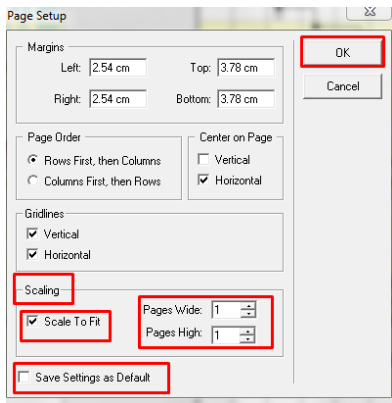 Page Setup
Margins
Left: 2.54 cm Top: 3.78 cm
Right: 2.54 cm Bottom: 3.78 cm
OK
Cancel
Page Order
Rows First, then Columns
Columns First, then Rows
Center on Page
Vertical
Horizontal
Gridlines
Vertical
Horizontal
Scaling
Scale To Fit
Pages Wide: 1
Pages High: 1
Save Settings as Default